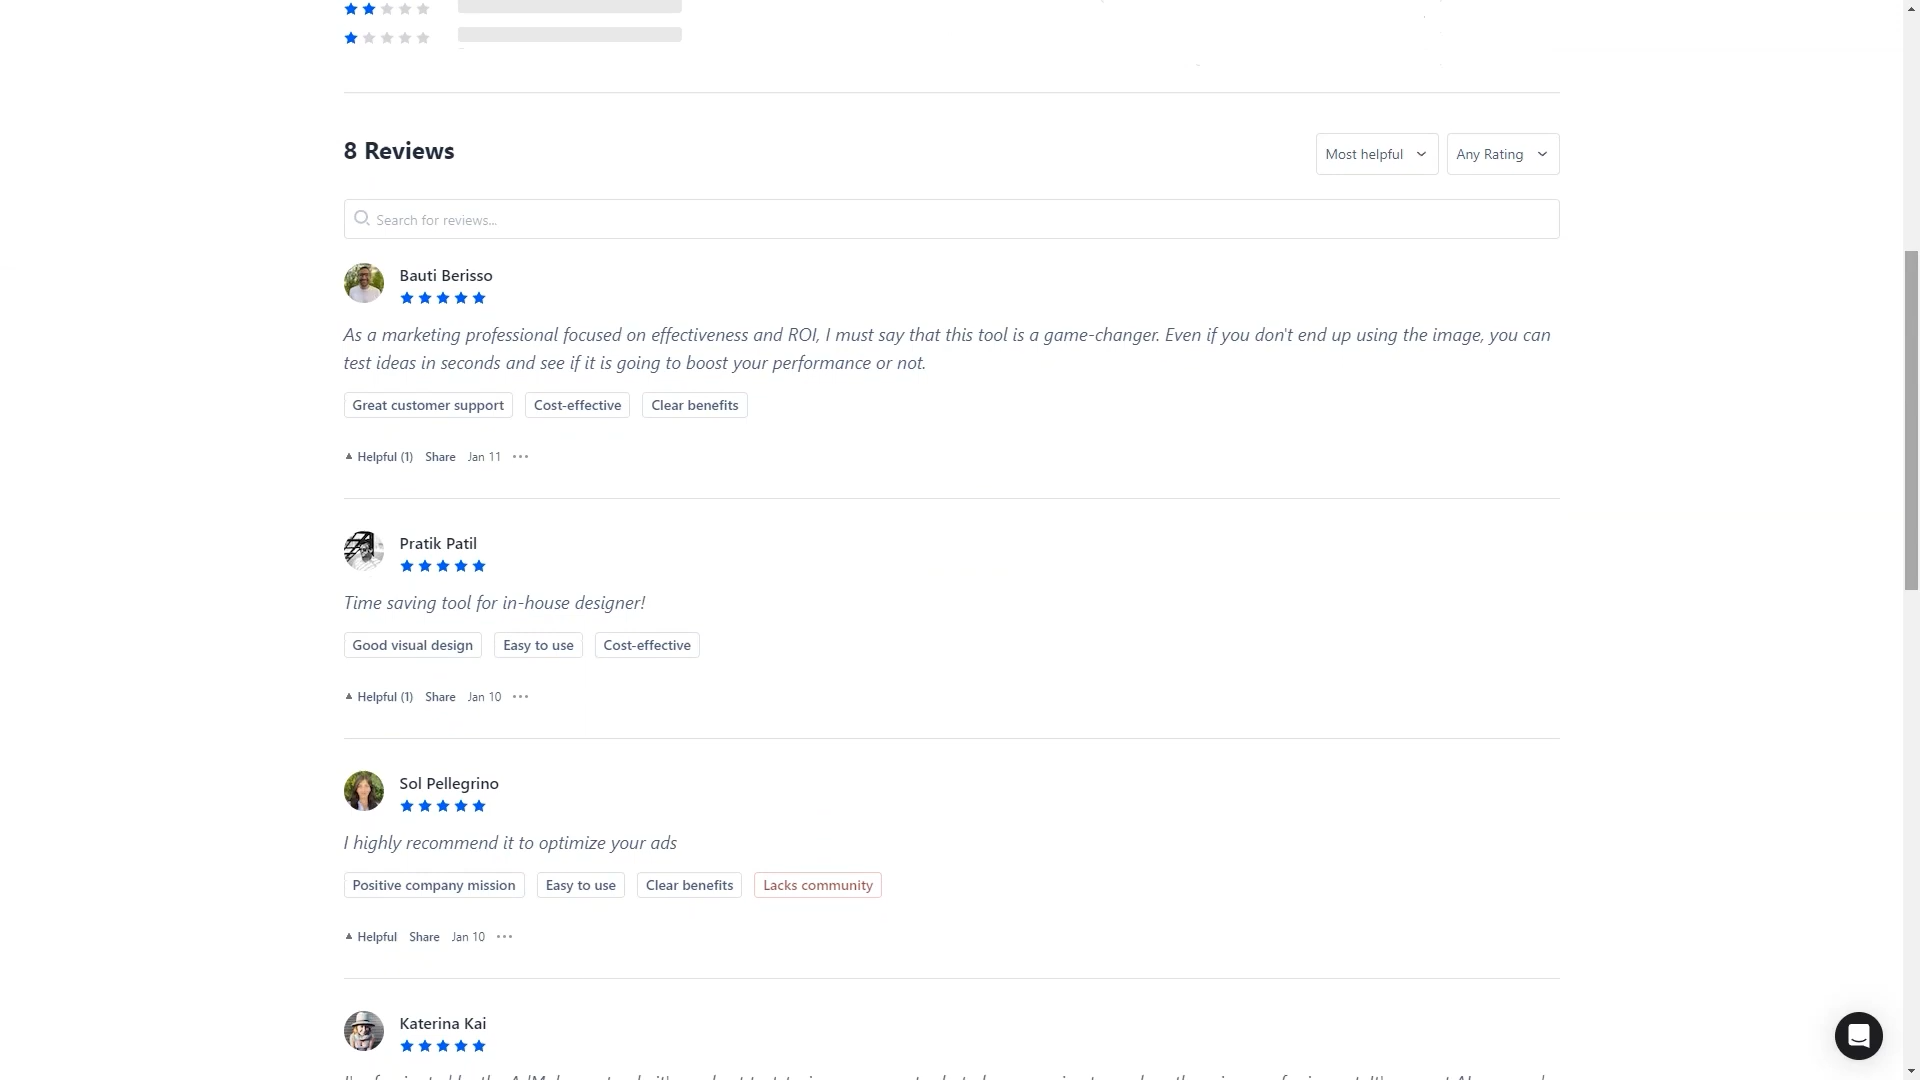 8 Reviews
Most helpful
Any Rating
Search for reviews...
Bauti Berisso
As a marketing professional focused on effectiveness and ROI, I must say that this tool is a game-changer. Even if you don't end up using the image, you can
test ideas in seconds and see if it is going to boost your performance or not.
Great customer support Cost-effective Clear benefits
Helpful (1) Share Jan 11
Pratik Patil
Time saving tool for in-house designer!
Good visual design Easy to use Cost-effective
Helpful (1) Share Jan 10
Sol Pellegrino
I highly recommend it to optimize your ads
Positive company mission Easy to use Clear benefits Lacks community
Helpful Share Jan 10
Katerina Kai